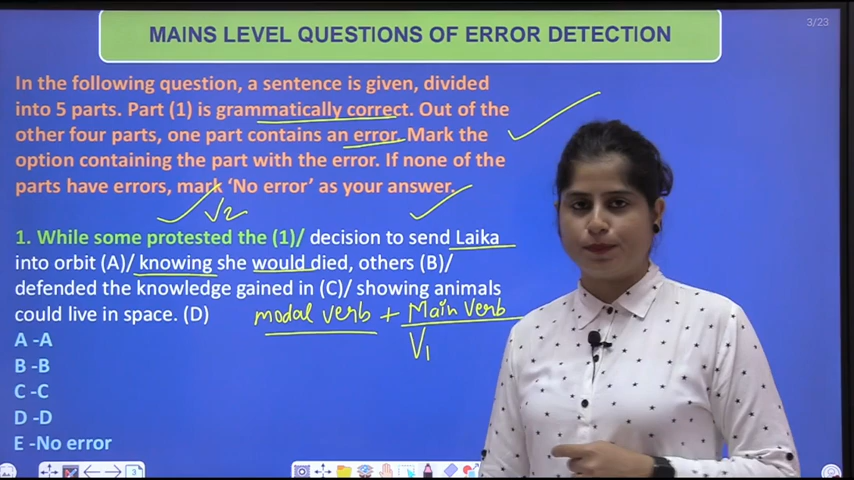 3/23
MAINS LEVEL QUESTIONS OF ERROR DETECTION
In the following question, a sentence is given, divided
into 5 parts. Part (1) is grammatically correct. Out of the
other four parts, one part contains an error. Mark the
option containing the part with the error. If none of the
parts have errors, mark ‘No error’ as your answer.
V2
1. While some protested the (1)/ decision to send Laika
into orbit (A)/ knowing she would died, others (B)/
defended the knowledge gained in (C)/ showing animals
could live in space. (D)
modal verb + Main Verb
V1
A -A
B -B
C -C
D -D
E -No error
3